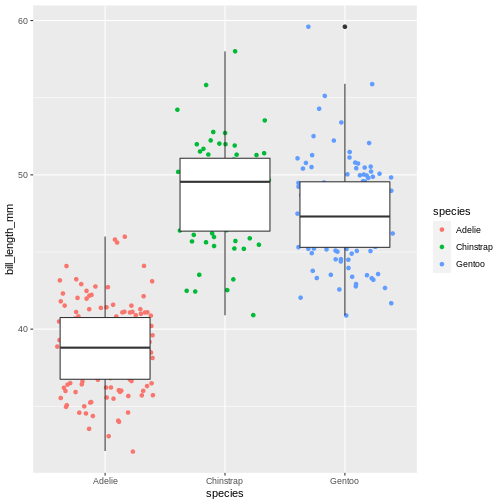 60
50
40
bill_length_mm
Adelie
Chinstrap
Gentoo
species
species
Adelie
Chinstrap
Gentoo